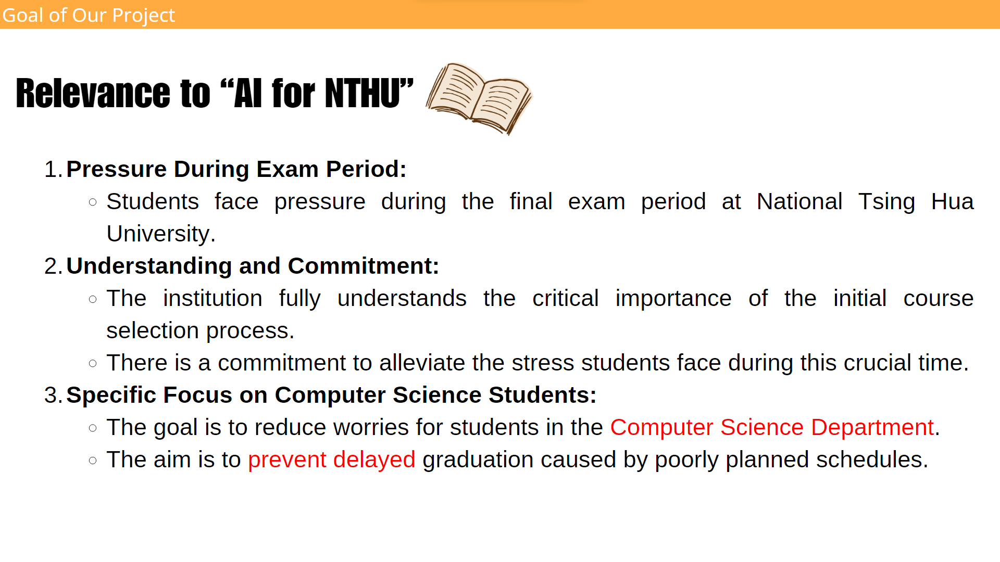 Goal of Our Project
Relevance to “AI for NTHU”
1. Pressure During Exam Period:
○ Students face pressure during the final exam period at National Tsing Hua
University.
2. Understanding and Commitment:
○ The institution fully understands the critical importance of the initial course
selection process.
○ There is a commitment to alleviate the stress students face during this crucial time.
3. Specific Focus on Computer Science Students:
○ The goal is to reduce worries for students in the Computer Science Department.
○ The aim is to prevent delayed graduation caused by poorly planned schedules.